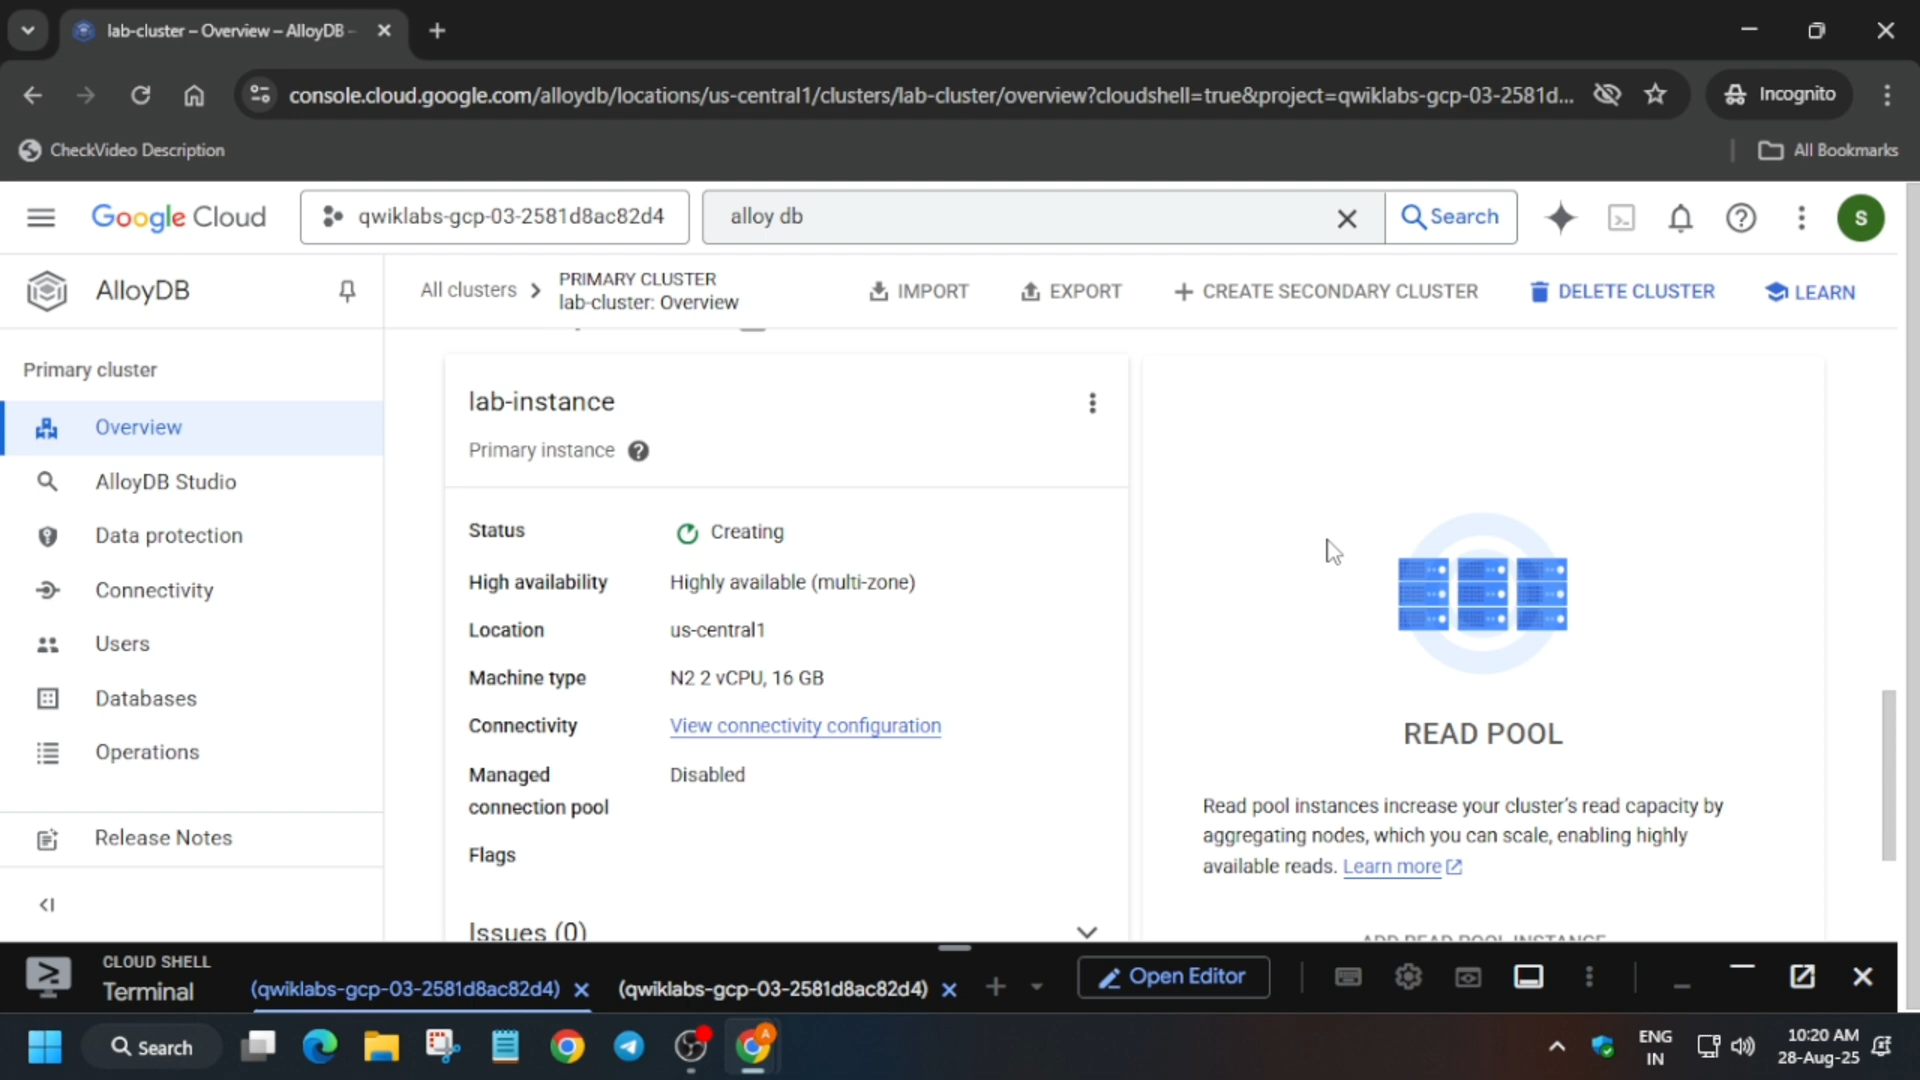 lab-cluster – Overview – AlloyDB –
console.cloud.google.com/alloydb/locations/us-central1/clusters/lab-cluster/overview?cloudshell=true&project=qwiklabs-gcp-03-2581d...
Incognito
CheckVideo Description
All Bookmarks
Google Cloud
qwiklabs-gcp-03-2581d8ac82d4
alloy db
Search
S
AlloyDB
All clusters
PRIMARY CLUSTER
lab-cluster: Overview
IMPORT
EXPORT
CREATE SECONDARY CLUSTER
DELETE CLUSTER
LEARN
Primary cluster
Overview
AlloyDB Studio
Data protection
Connectivity
Users
Databases
Operations
Release Notes
lab-instance
Primary instance
Status Creating
High availability Highly available (multi-zone)
Location us-central1
Machine type N2 2 vCPU, 16 GB
Connectivity View connectivity configuration
Managed Disabled
connection pool
Flags
Issues (0)
READ POOL
Read pool instances increase your cluster's read capacity by
aggregating nodes, which you can scale, enabling highly
available reads. Learn more
ADD READ POOL INSTANCE
CLOUD SHELL
Terminal
(qwiklabs-gcp-03-2581d8ac82d4)
(qwiklabs-gcp-03-2581d8ac82d4)
Open Editor
Search
A
ENG
IN
10:20 AM
28-Aug-25